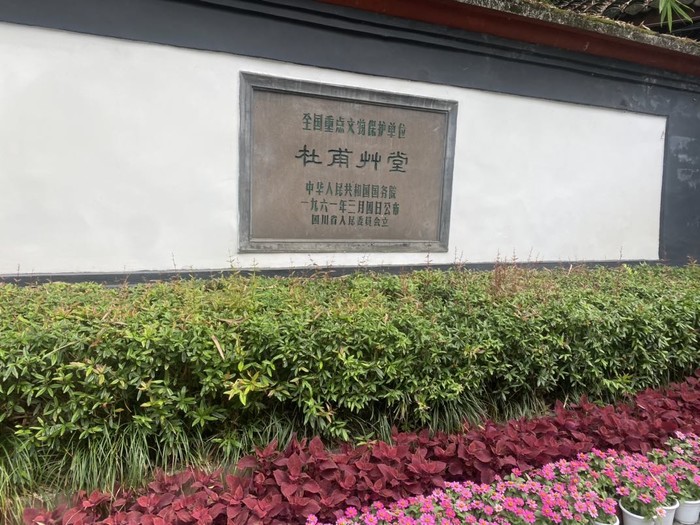 全国重点文物保护单位
杜甫艸堂
中华人民共和国国务院
一九六一年三月四日公布
四川省人民委员会立